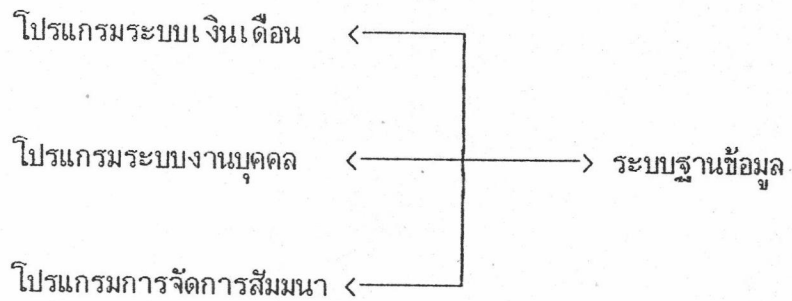 โปรแกรมระบบเงินเดือน
โปรแกรมระบบงานบุคคล
ระบบฐานข้อมูล
โปรแกรมการจัดการสัมมนา